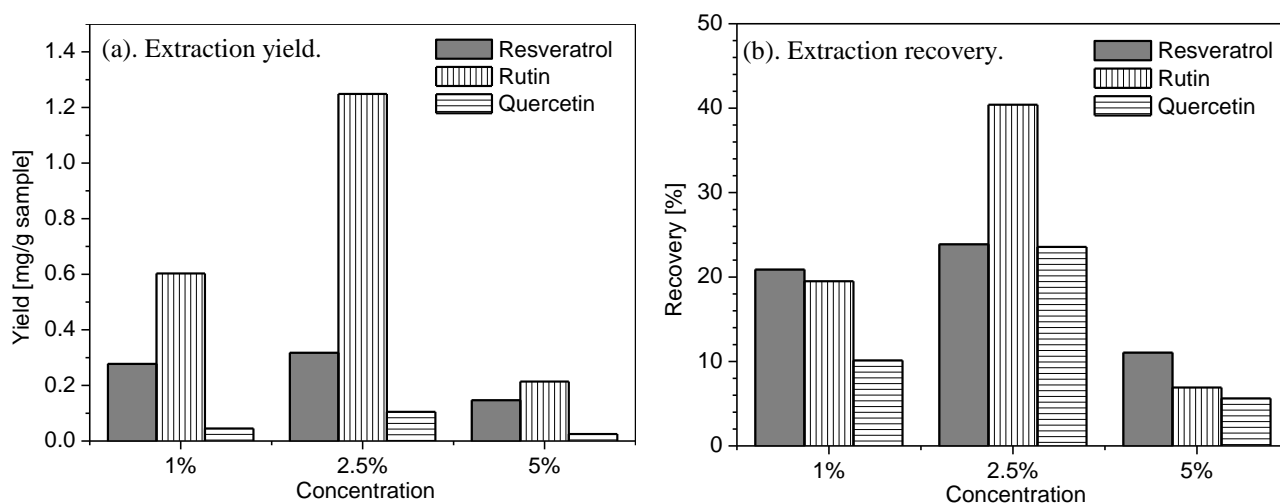 (a). Extraction yield.
Resveratrol
Rutin
Quercetin
Yield [mg/g sample]
1.4
1.2
1.0
0.8
0.6
0.4
0.2
0.0
1%
2.5%
5%
Concentration
(b). Extraction recovery.
Resveratrol
Rutin
Quercetin
Recovery [%]
50
40
30
20
10
0
1%
2.5%
5%
Concentration